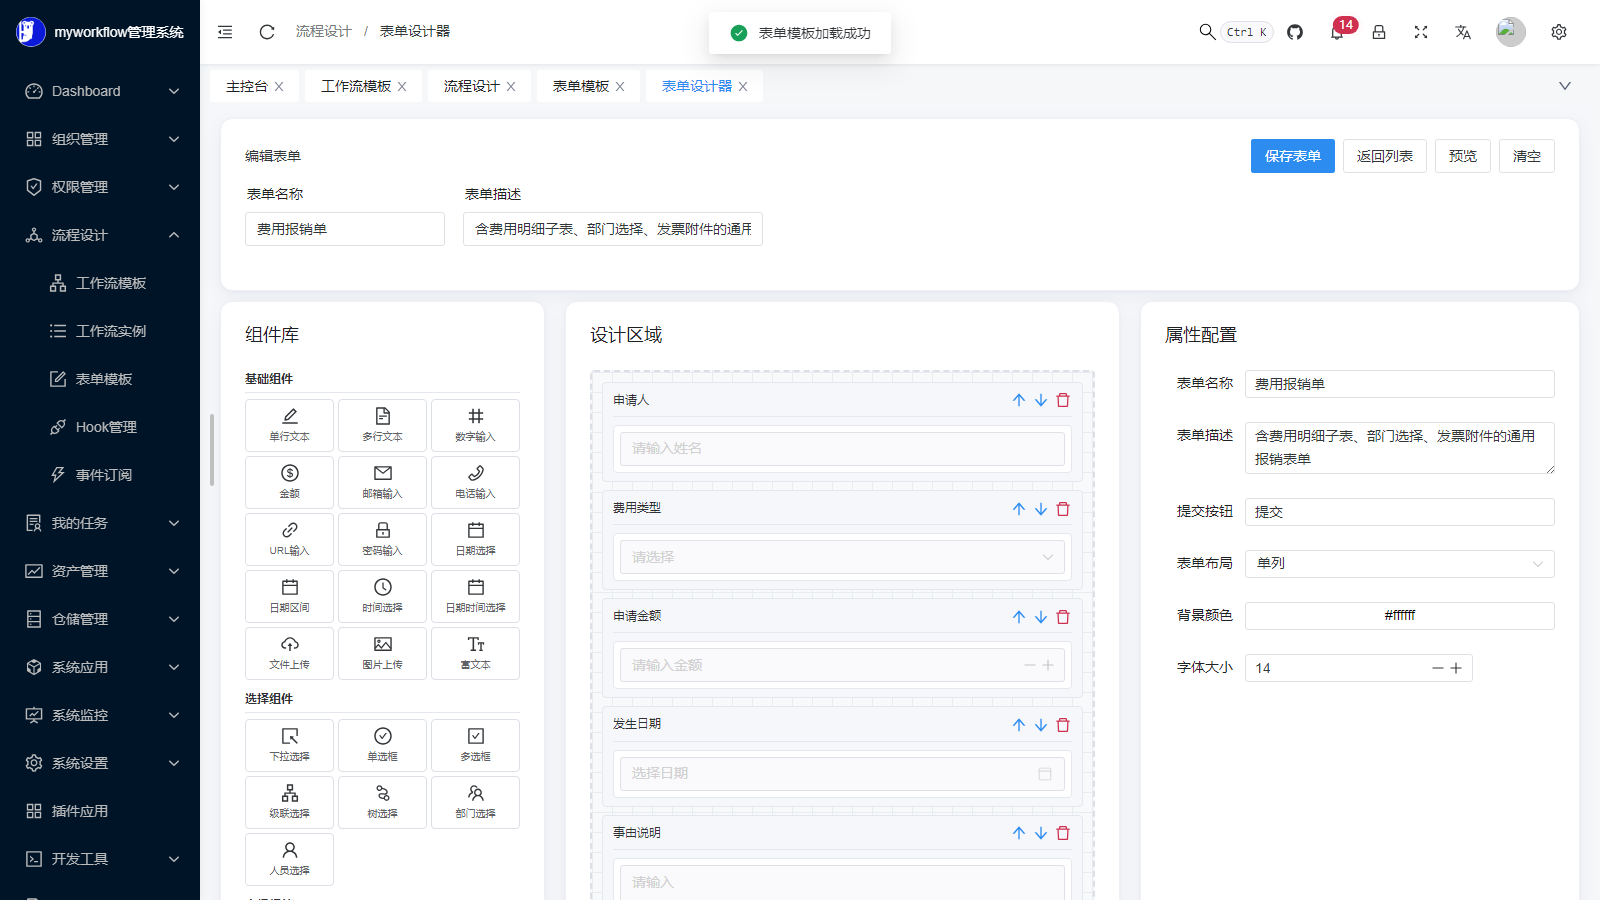 myworkflow管理系统
流程设计 / 表单设计器
表单模板加载成功
Ctrl K
14
Dashboard
组织管理
权限管理
流程设计
工作流模板
工作流实例
表单模板
Hook管理
事件订阅
我的任务
资产管理
仓储管理
系统应用
系统监控
系统设置
插件应用
开发工具
主控台
工作流模板
流程设计
表单模板
表单设计器
编辑表单
保存表单
返回列表
预览
清空
表单名称
表单描述
费用报销单
含费用明细子表、部门选择、发票附件的通用
组件库
基础组件
单行文本
多行文本
数字输入
金额
邮箱输入
电话输入
URL输入
密码输入
日期选择
日期区间
时间选择
日期时间选择
文件上传
图片上传
富文本
选择组件
下拉选择
单选框
多选框
级联选择
树选择
部门选择
人员选择
设计区域
申请人
请输入姓名
费用类型
请选择
申请金额
请输入金额
发生日期
选择日期
事由说明
请输入
属性配置
表单名称
费用报销单
表单描述
含费用明细子表、部门选择、发票附件的通用
报销表单
提交按钮
提交
表单布局
单列
背景颜色
#ffffff
字体大小
14